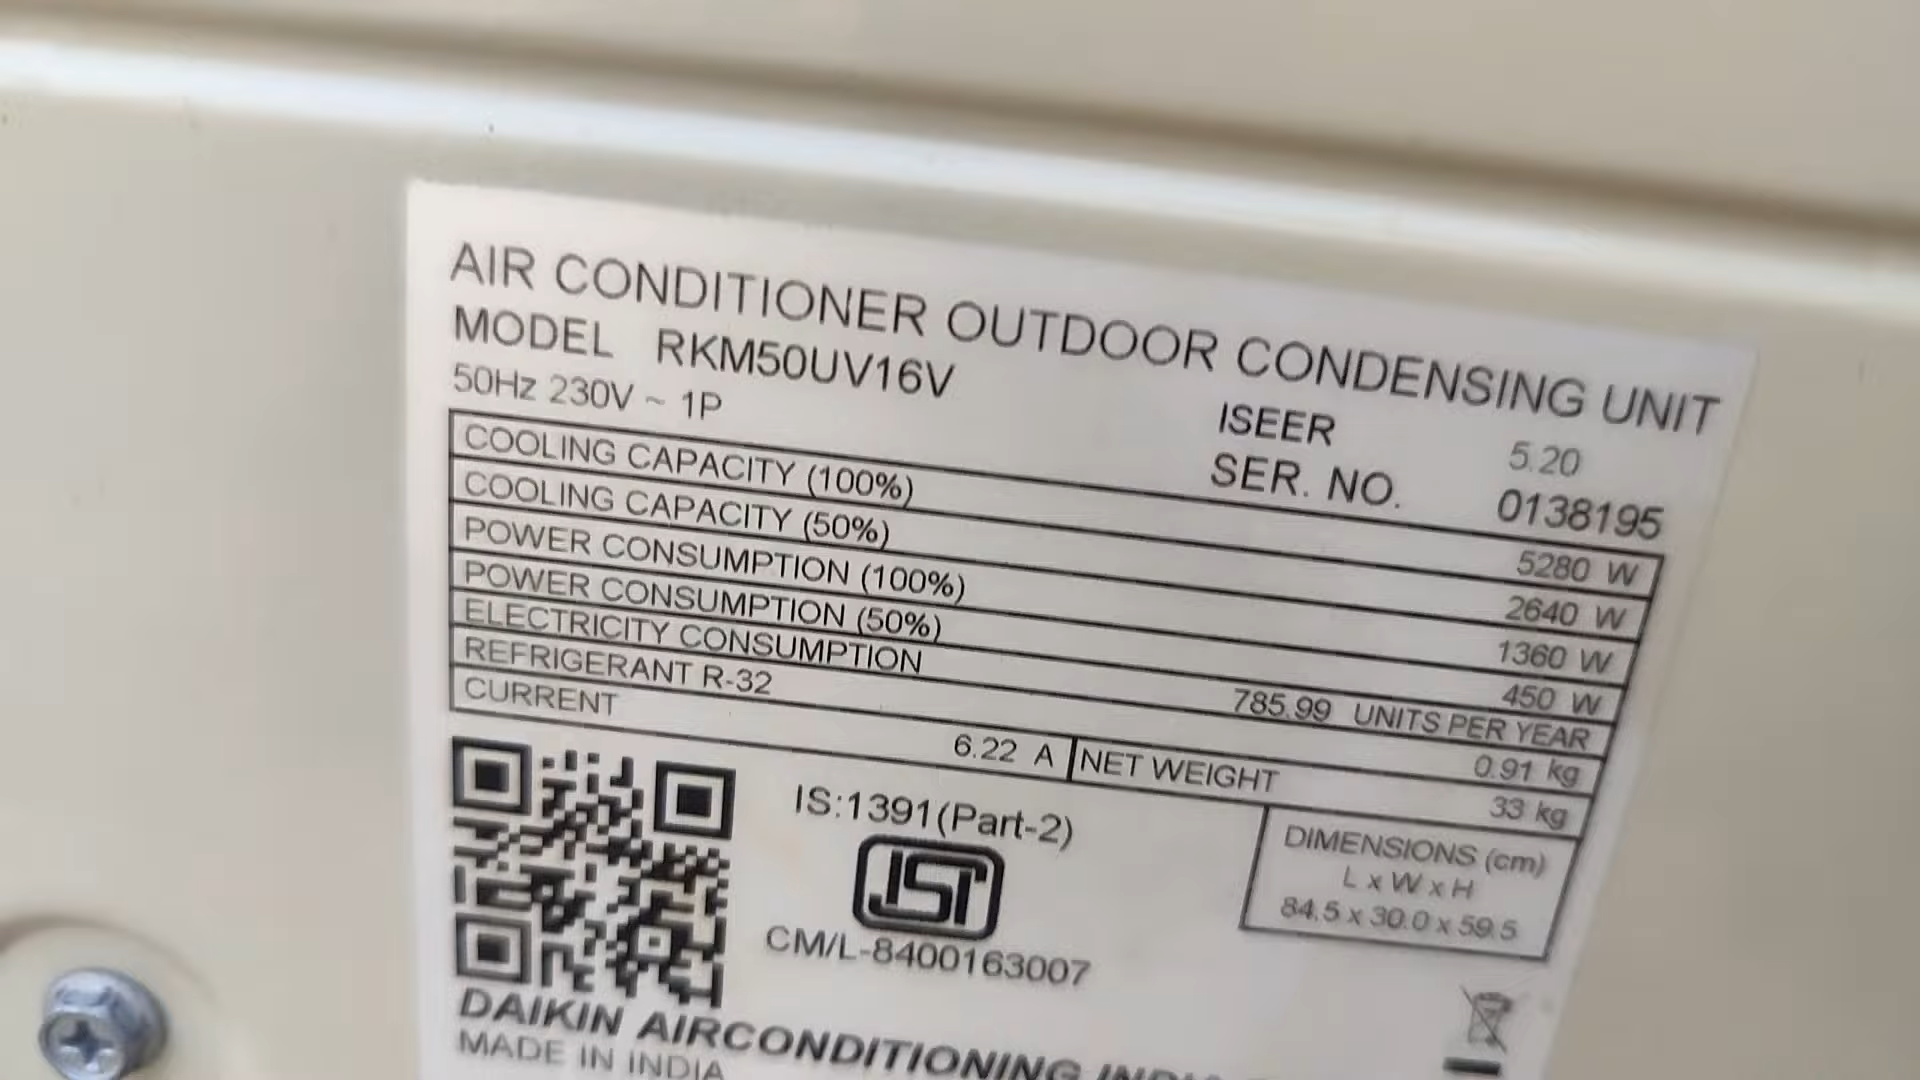 AIR CONDITIONER OUTDOOR CONDENSING UNIT
MODEL RKM50UV16V
50Hz 230V ~ 1P
ISEER 5.20
SER. NO. 0138195
COOLING CAPACITY (100%) 5280 W
COOLING CAPACITY (50%) 2640 W
POWER CONSUMPTION (100%) 1360 W
POWER CONSUMPTION (50%) 450 W
ELECTRICITY CONSUMPTION 785.99 UNITS PER YEAR
REFRIGERANT R-32 0.91 kg
CURRENT 6.22 A NET WEIGHT 33 kg
IS:1391(Part-2)
ISI
CM/L-8400163007
DIMENSIONS (cm)
L x W x H
84.5 x 30.0 x 59.5
DAIKIN AIRCONDITIONING
MADE IN INDIA